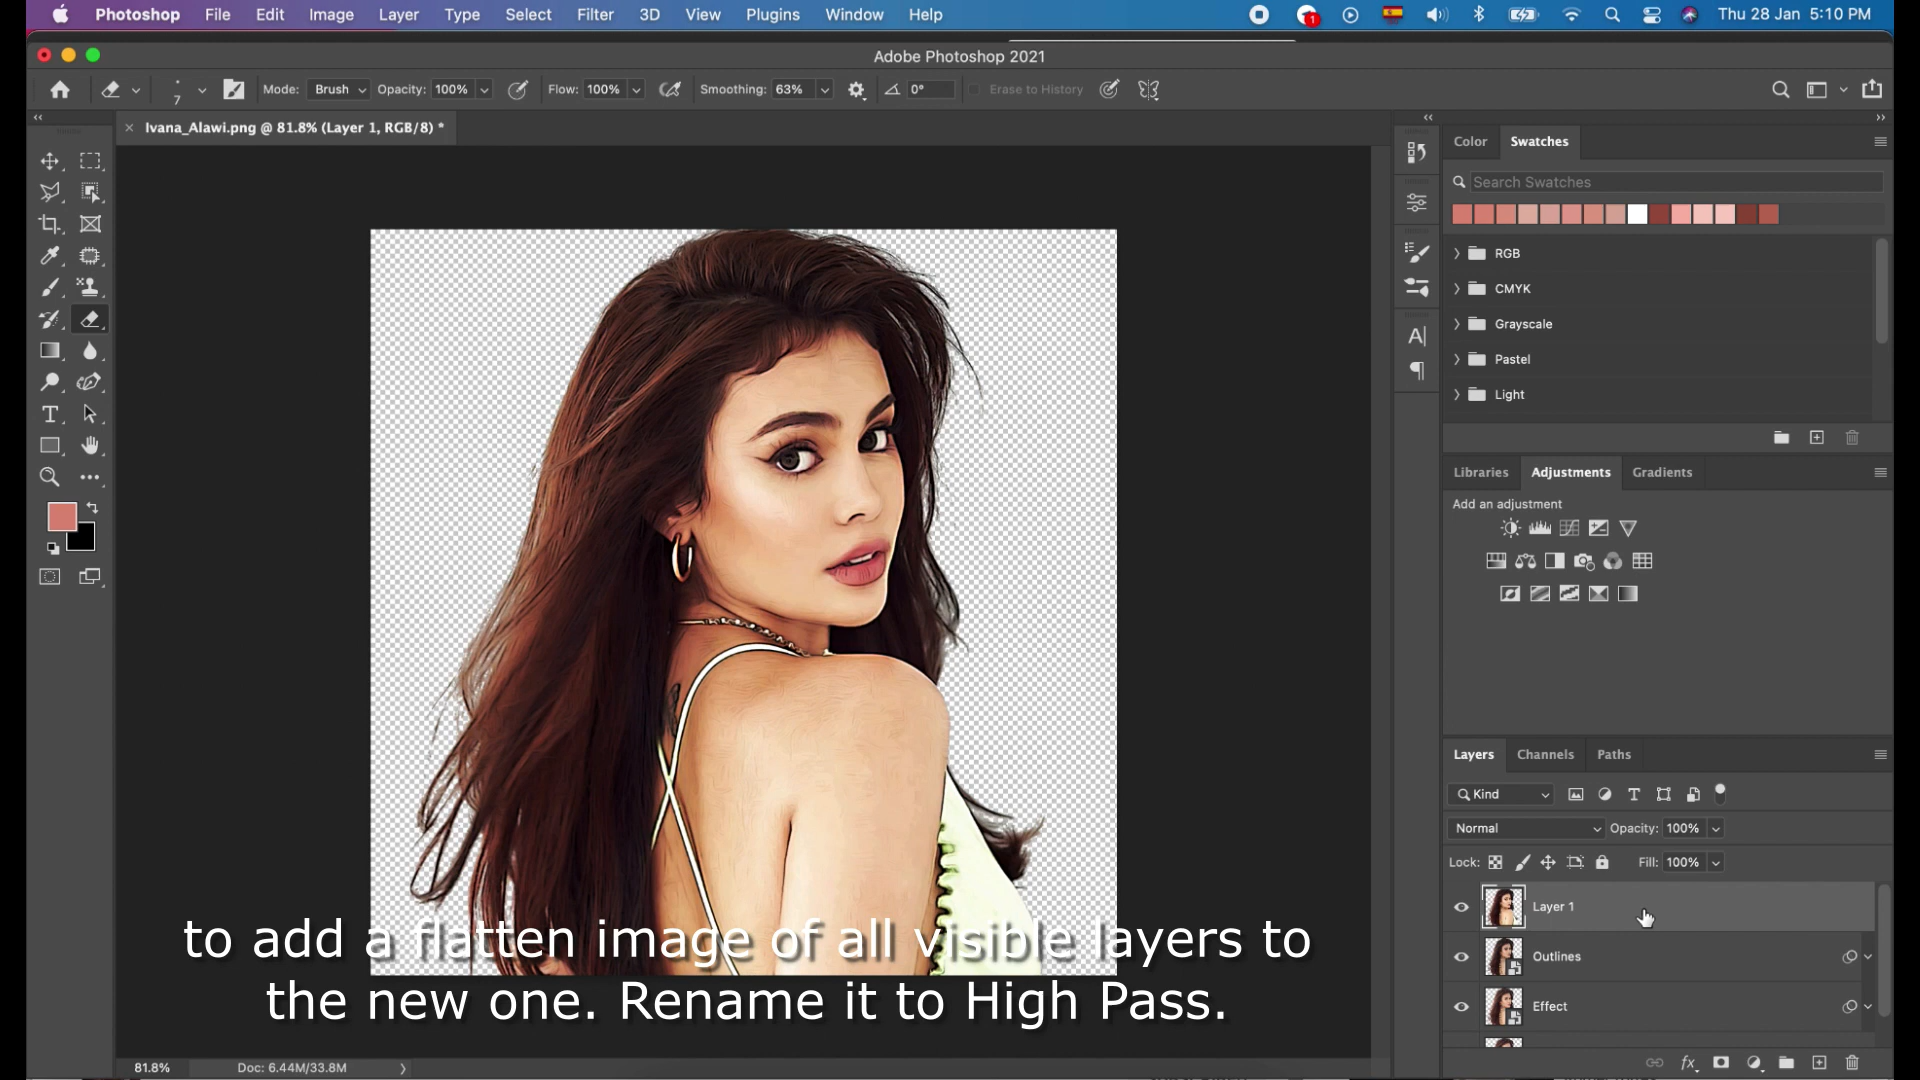 Photoshop File Edit Image Layer Type Select Filter 3D View Plugins Window Help
1
Thu 28 Jan 5:10 PM
Adobe Photoshop 2021
7
Mode: Brush Opacity: 100% Flow: 100% Smoothing: 63% 0° Erase to History
Ivana_Alawi.png @ 81.8% (Layer 1, RGB/8) *
Color Swatches
Search Swatches
RGB
CMYK
Grayscale
Pastel
Light
Libraries Adjustments Gradients
Add an adjustment
Layers Channels Paths
Kind
Normal Opacity: 100%
Lock: Fill: 100%
Layer 1
Outlines
Effect
to add a flatten image of all visible layers to
the new one. Rename it to High Pass.
81.8% Doc: 6.44M/33.8M